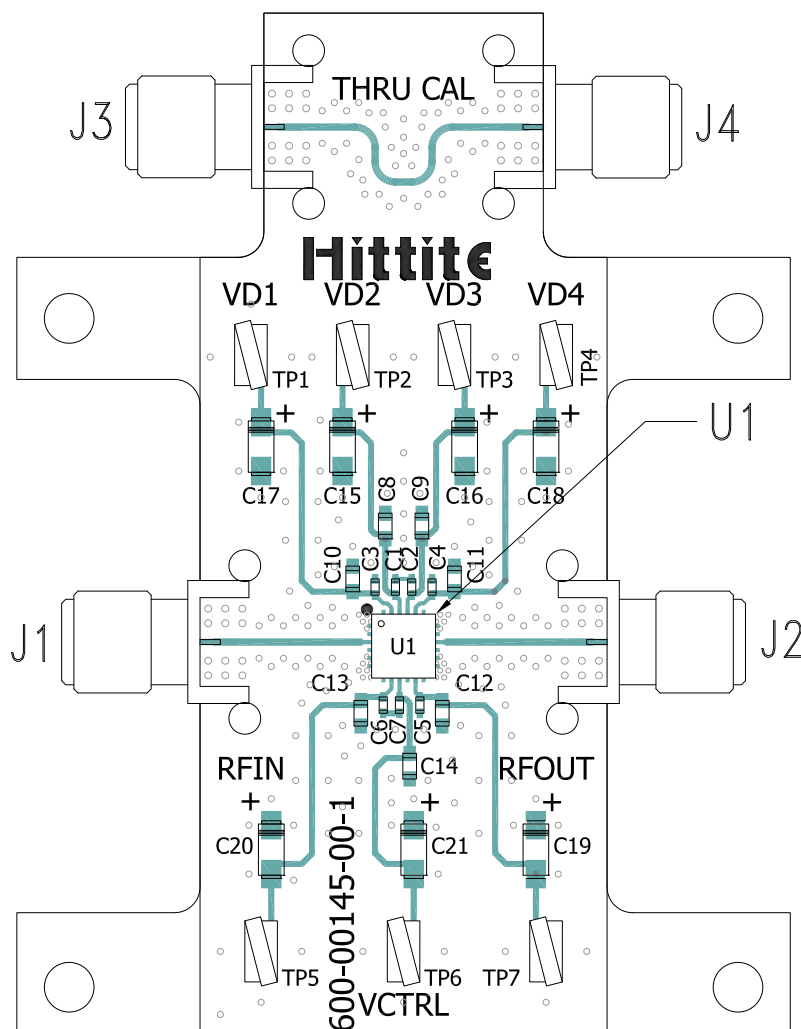 THRU CAL
J3
J4
Hittite
VD1 VD2 VD3 VD4
TP1 TP2 TP3 TP4
+ + + +
U1
C17 C15 C16 C18
C8 C9
C10 C3 C1 C2 C4 C11
J1
U1
J2
C13 C12
C6 C7 C5
RFIN C14 RFOUT
+ + +
C20 C21 C19
600-00145-00-1
TP5 TP6 TP7
VCTRL